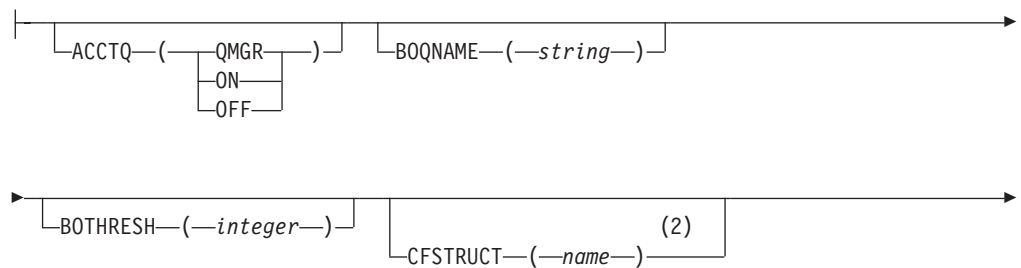 ACCTQ ( QMGR ) BOQNAME ( string )
ON
OFF
BOTHRESH ( integer ) (2)
CFSTRUCT ( name )